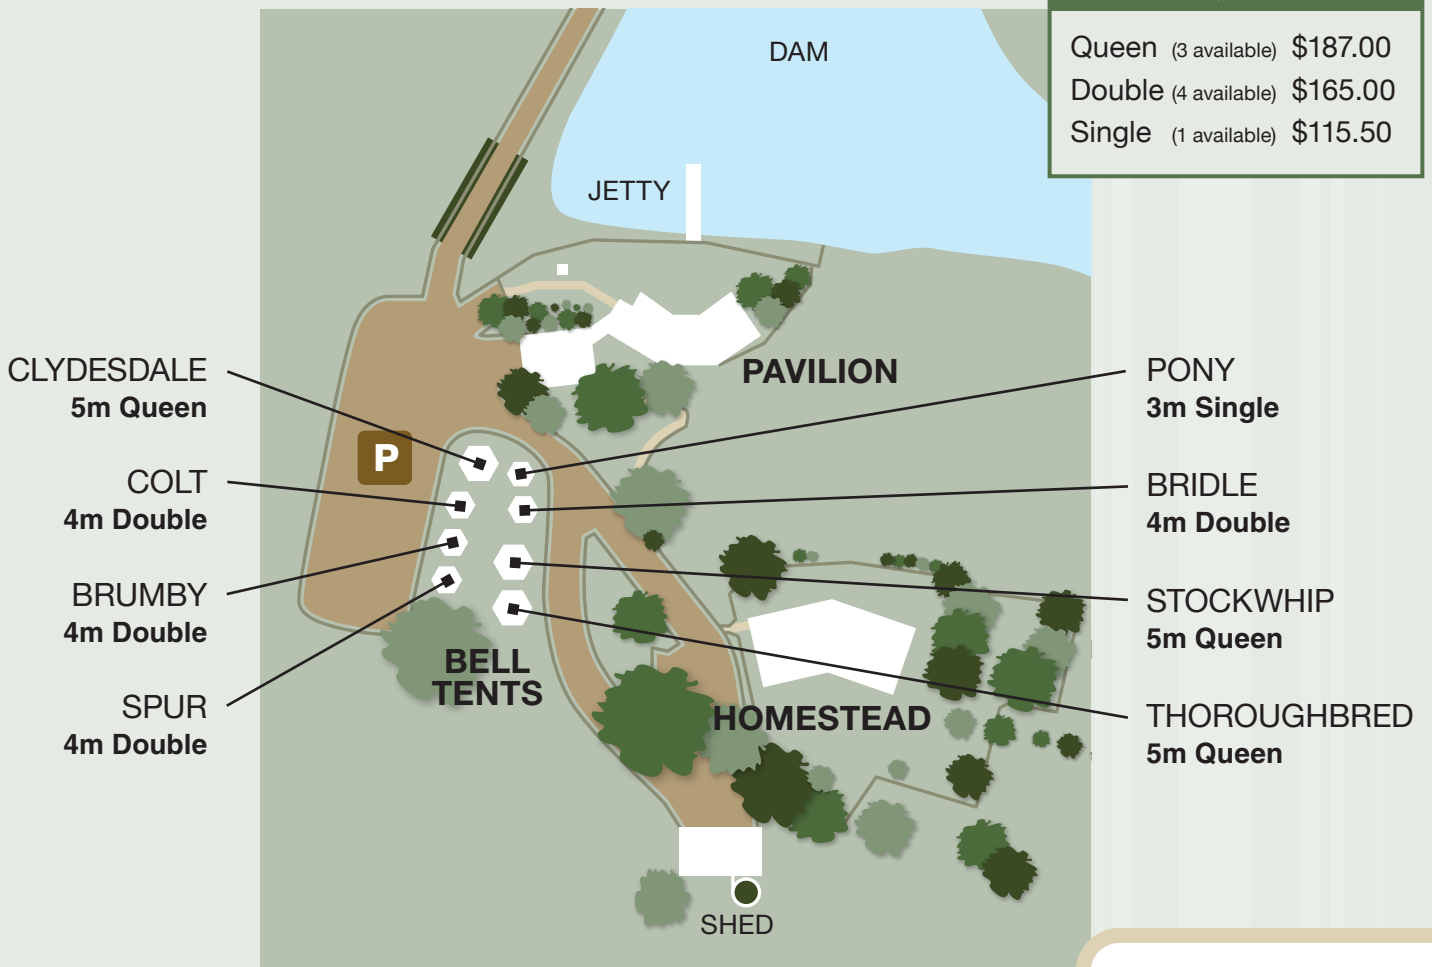 DAM
Queen (3 available) $187.00
Double (4 available) $165.00
Single (1 available) $115.50
JETTY
PAVILION
CLYDESDALE
5m Queen
COLT
4m Double
BRUMBY
4m Double
SPUR
4m Double
P
BELL
TENTS
HOMESTEAD
SHED
PONY
3m Single
BRIDLE
4m Double
STOCKWHIP
5m Queen
THOROUGHBRED
5m Queen